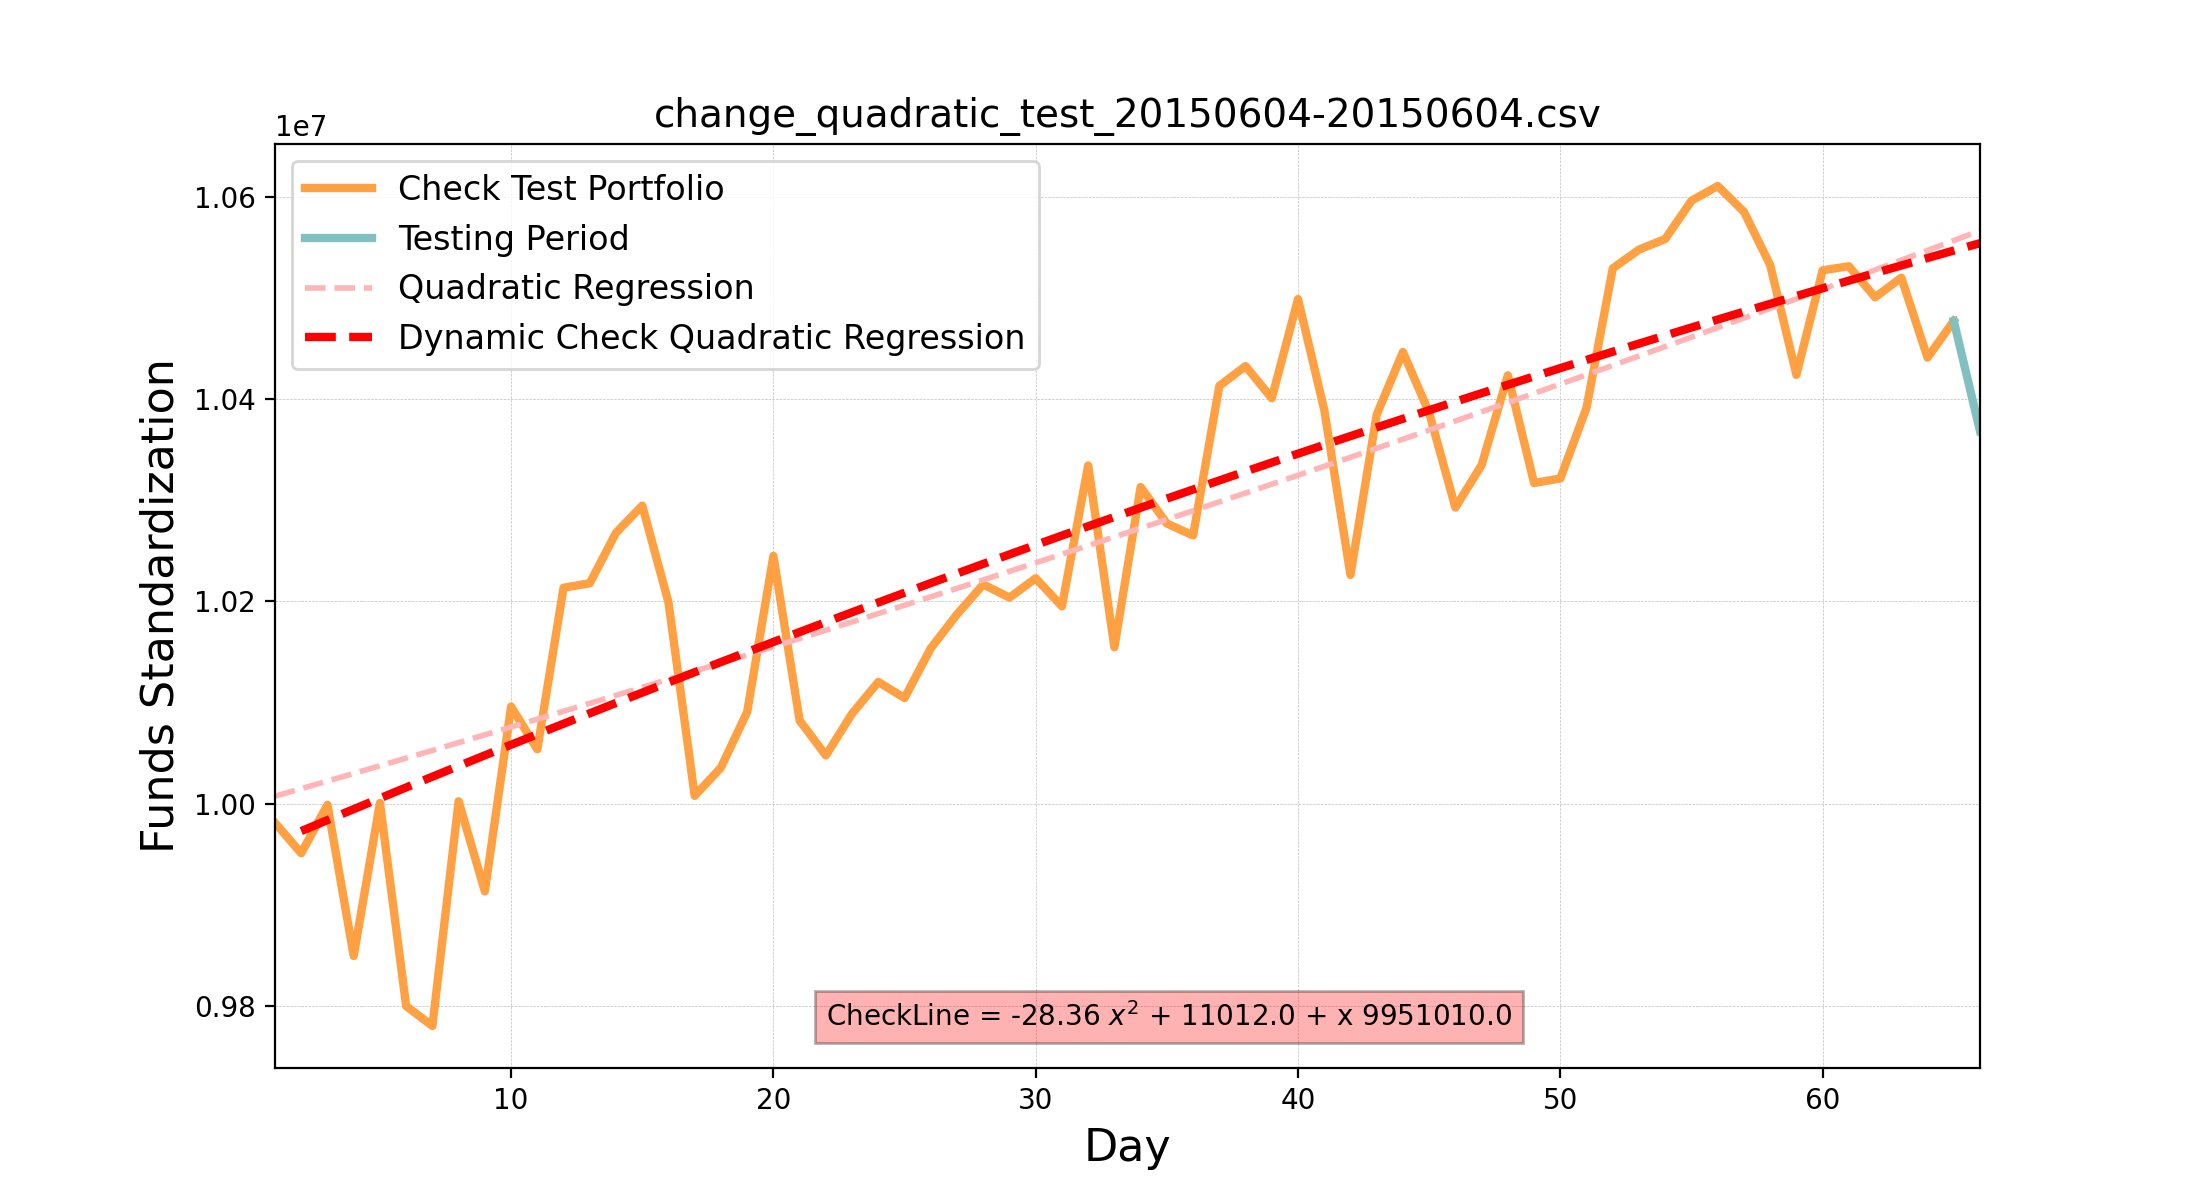 change_quadratic_test_20150604-20150604.csv
1e7
Check Test Portfolio
Testing Period
Quadratic Regression
Dynamic Check Quadratic Regression
1.06
1.04
1.02
1.00
0.98
Funds Standardization
CheckLine = -28.36 x² + 11012.0 + x 9951010.0
10 20 30 40 50 60
Day